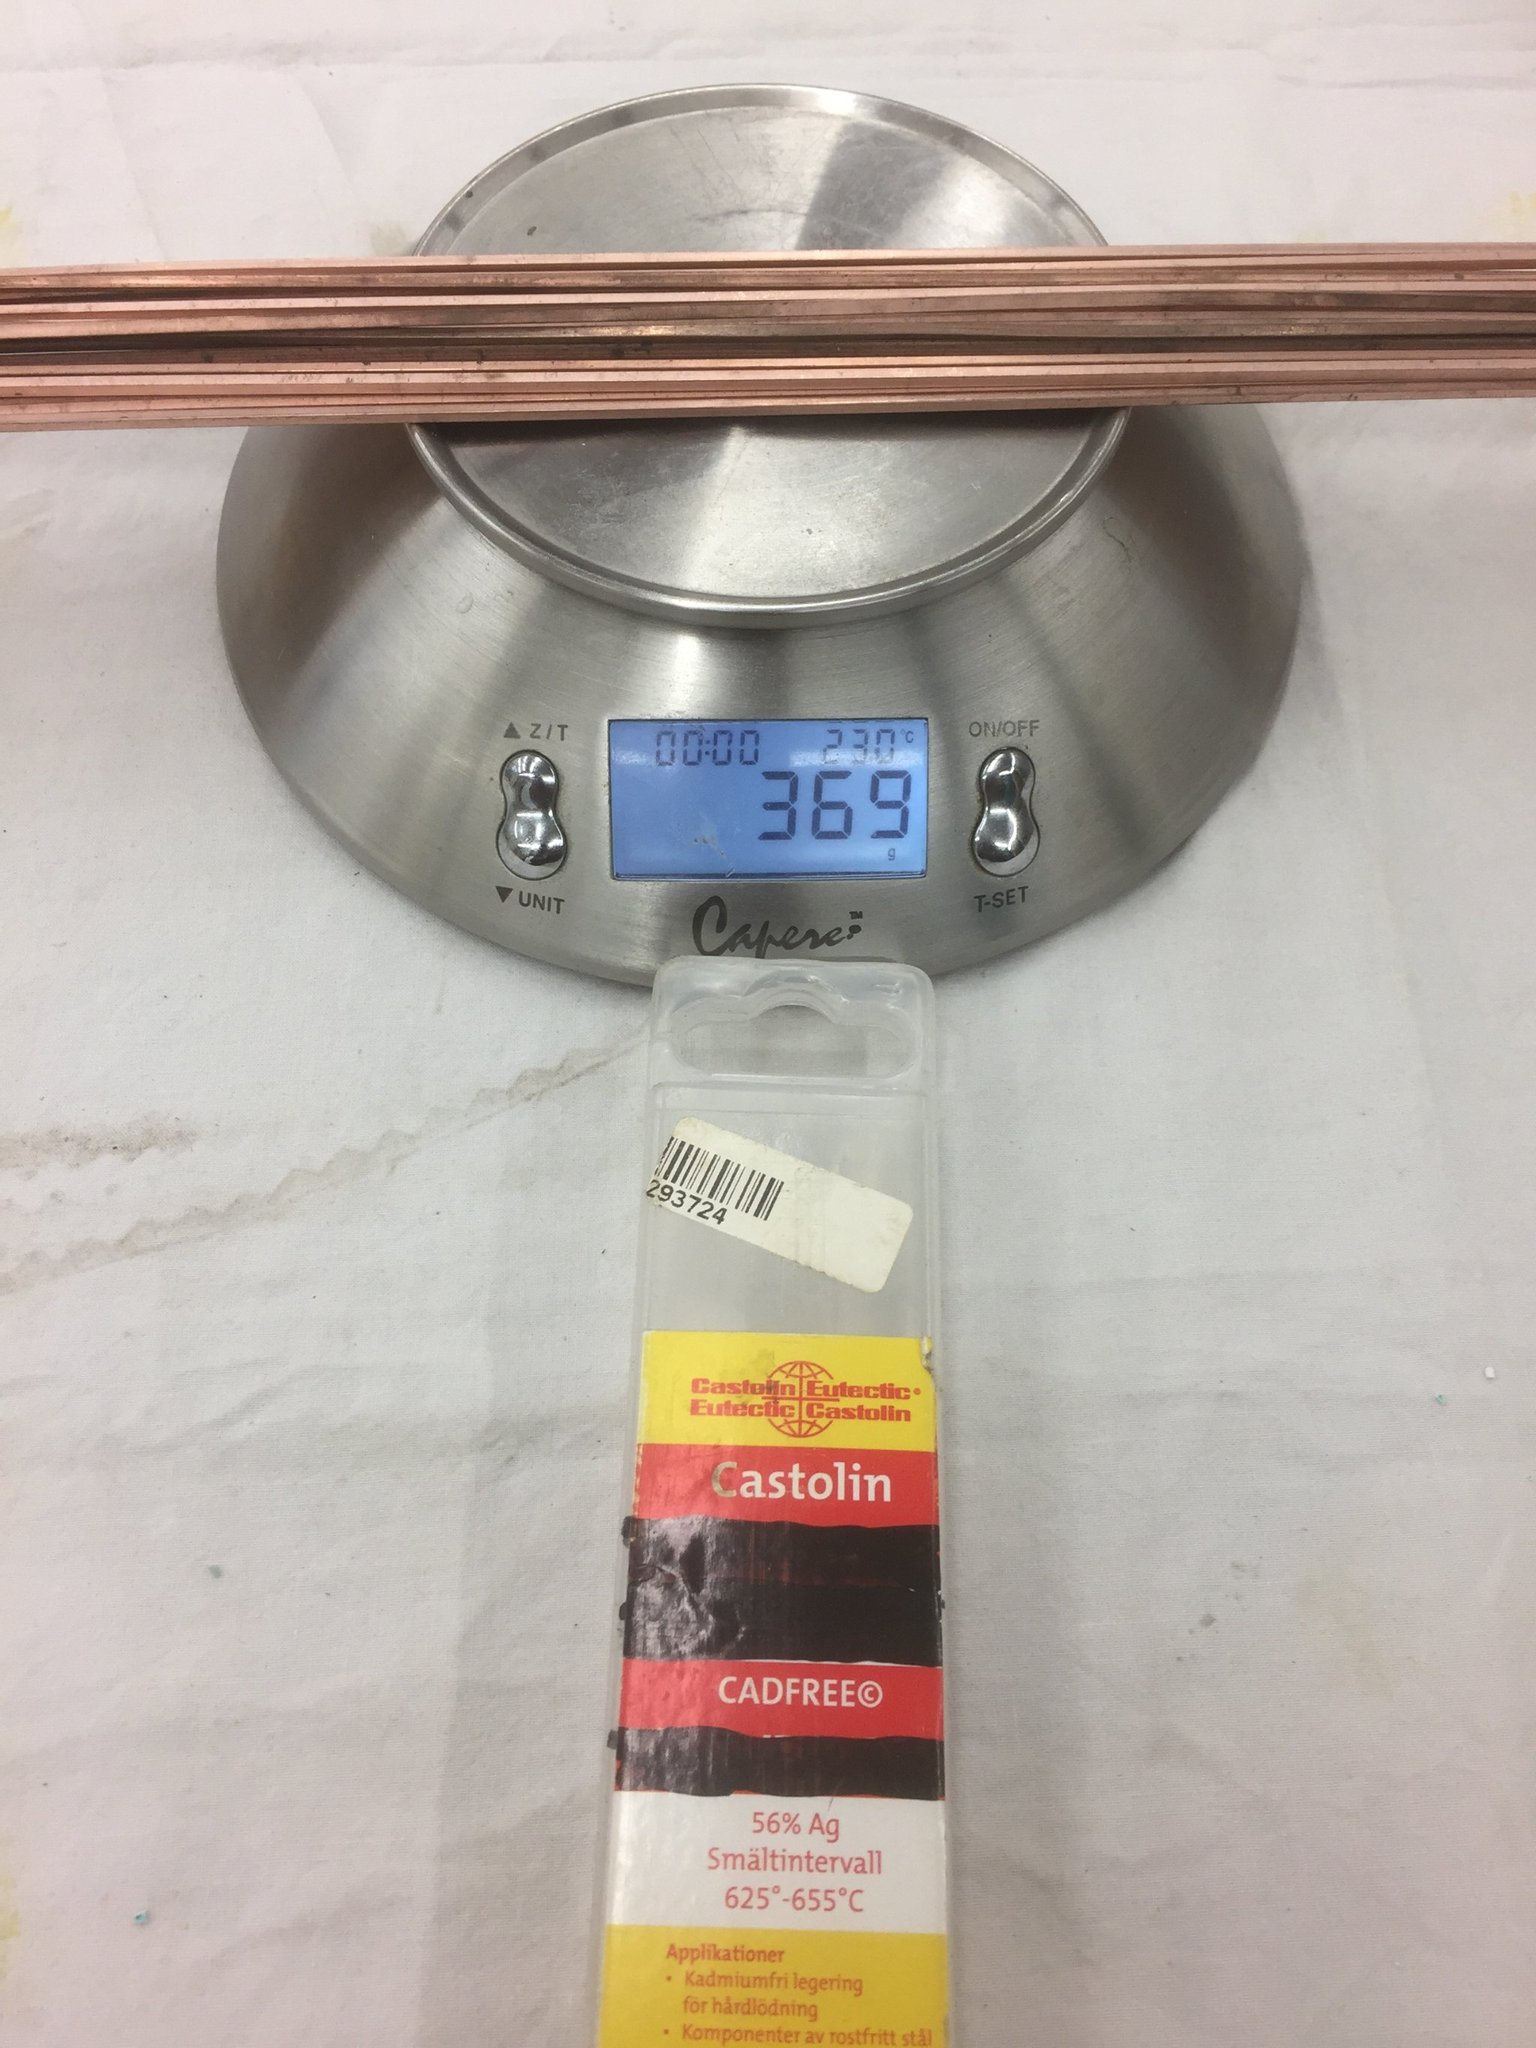 ▲ Z/T
ON/OFF
00:00 23.0 °C
369
g
▼ UNIT
T-SET
Capere™
293724
Castolin Eutectic®
Eutectic Castolin
Castolin
CADFREE©
56% Ag
Smältintervall
625°-655°C
Applikationer
• Kadmiumfri legering
för hårdlödning
• Komponenter av rostfritt stål